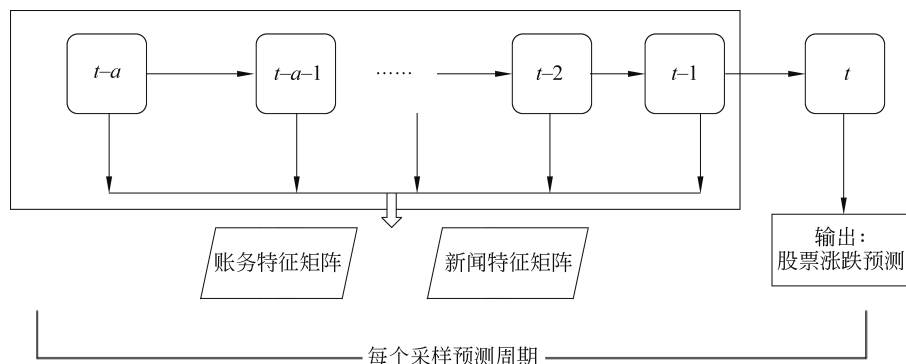 t–a
t–a–1
……
t–2
t–1
t
账务特征矩阵
新闻特征矩阵
输出：
股票涨跌预测
每个采样预测周期